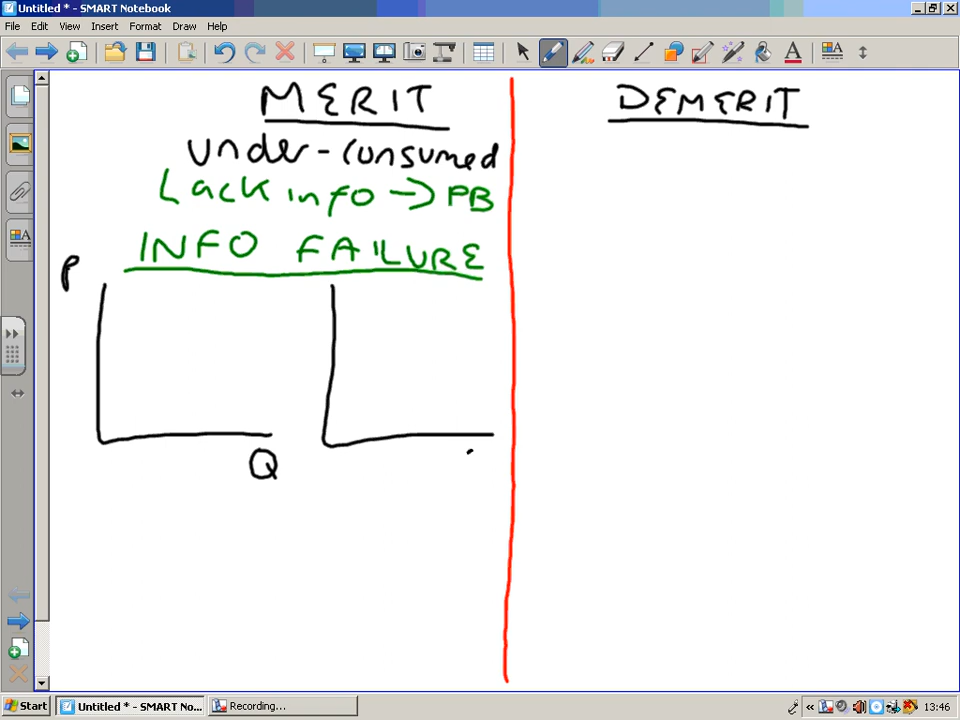 Untitled * - SMART Notebook
File Edit View Insert Format Draw Help
MERIT
under-consumed
Lack info → PB
INFO FAILURE
P
Q
DEMERIT
Start
Untitled * - SMART No...
Recording...
13:46